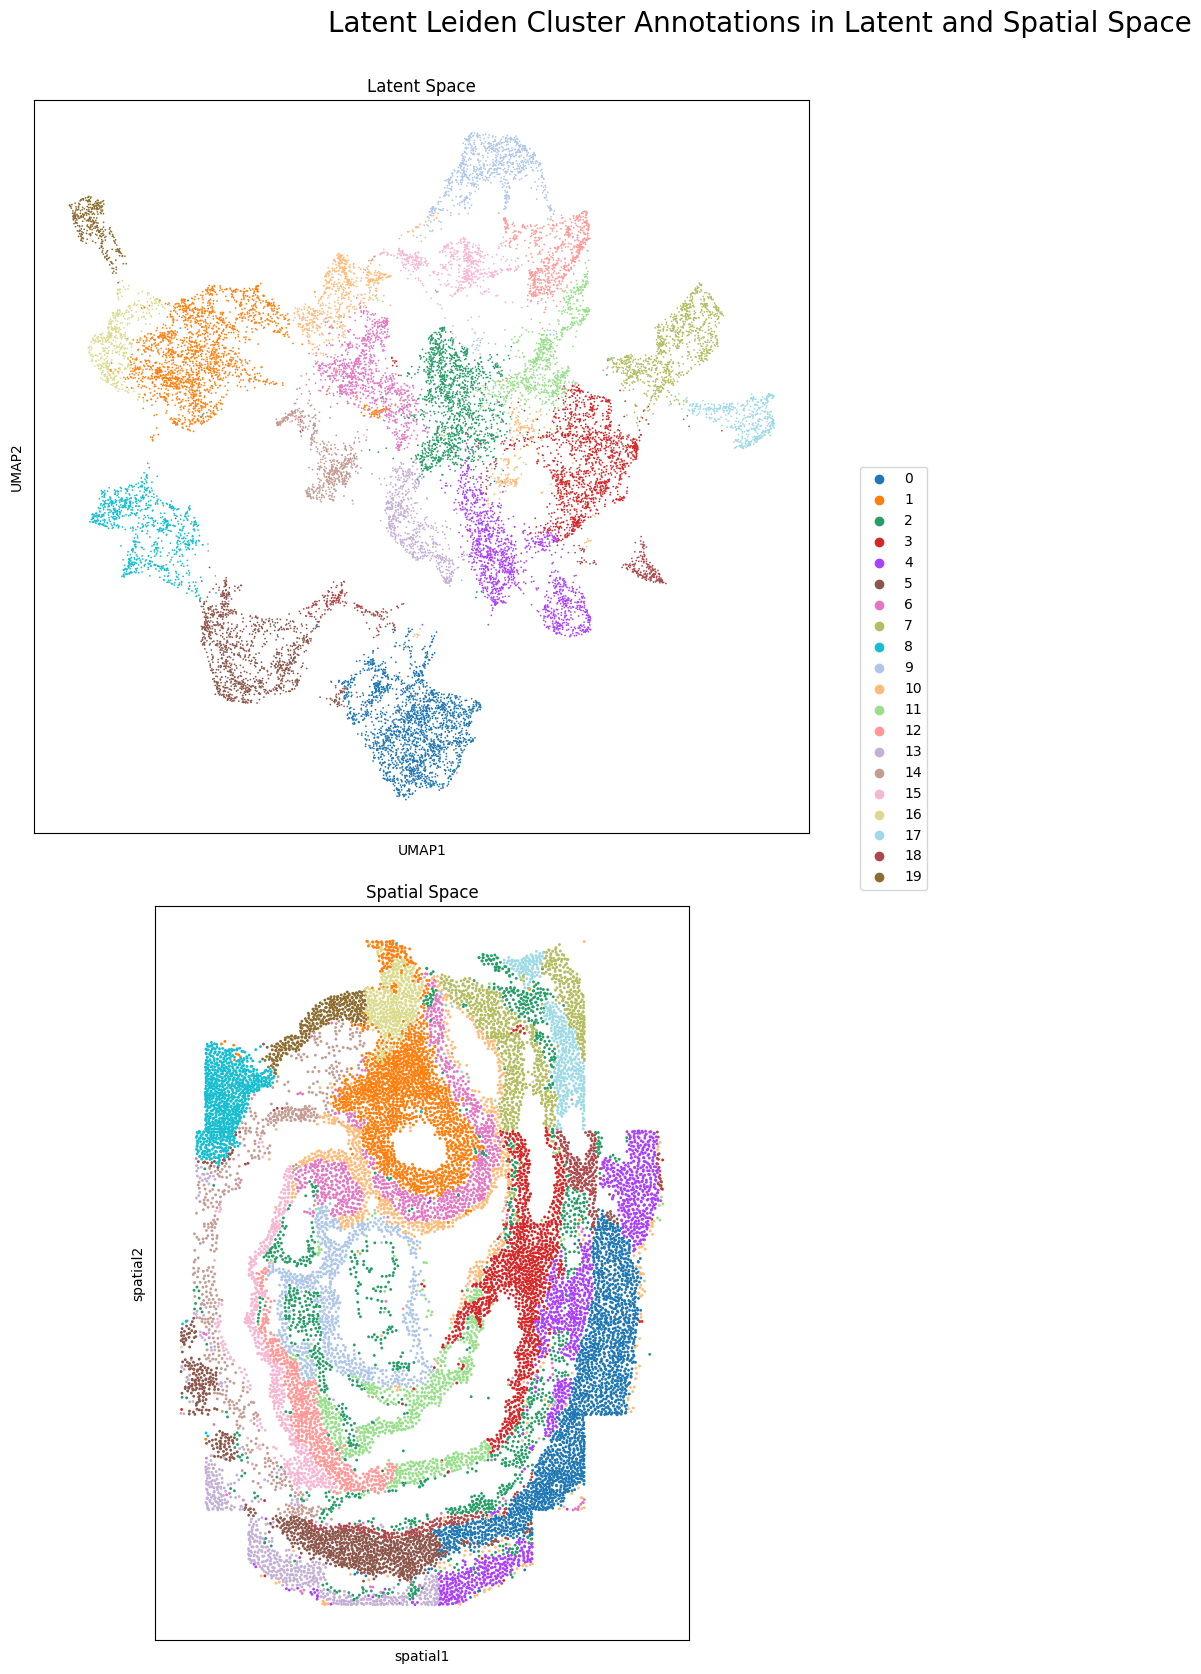 Latent Leiden Cluster Annotations in Latent and Spatial Space
Latent Space
UMAP2
UMAP1
0
1
2
3
4
5
6
7
8
9
10
11
12
13
14
15
16
17
18
19
Spatial Space
spatial2
spatial1